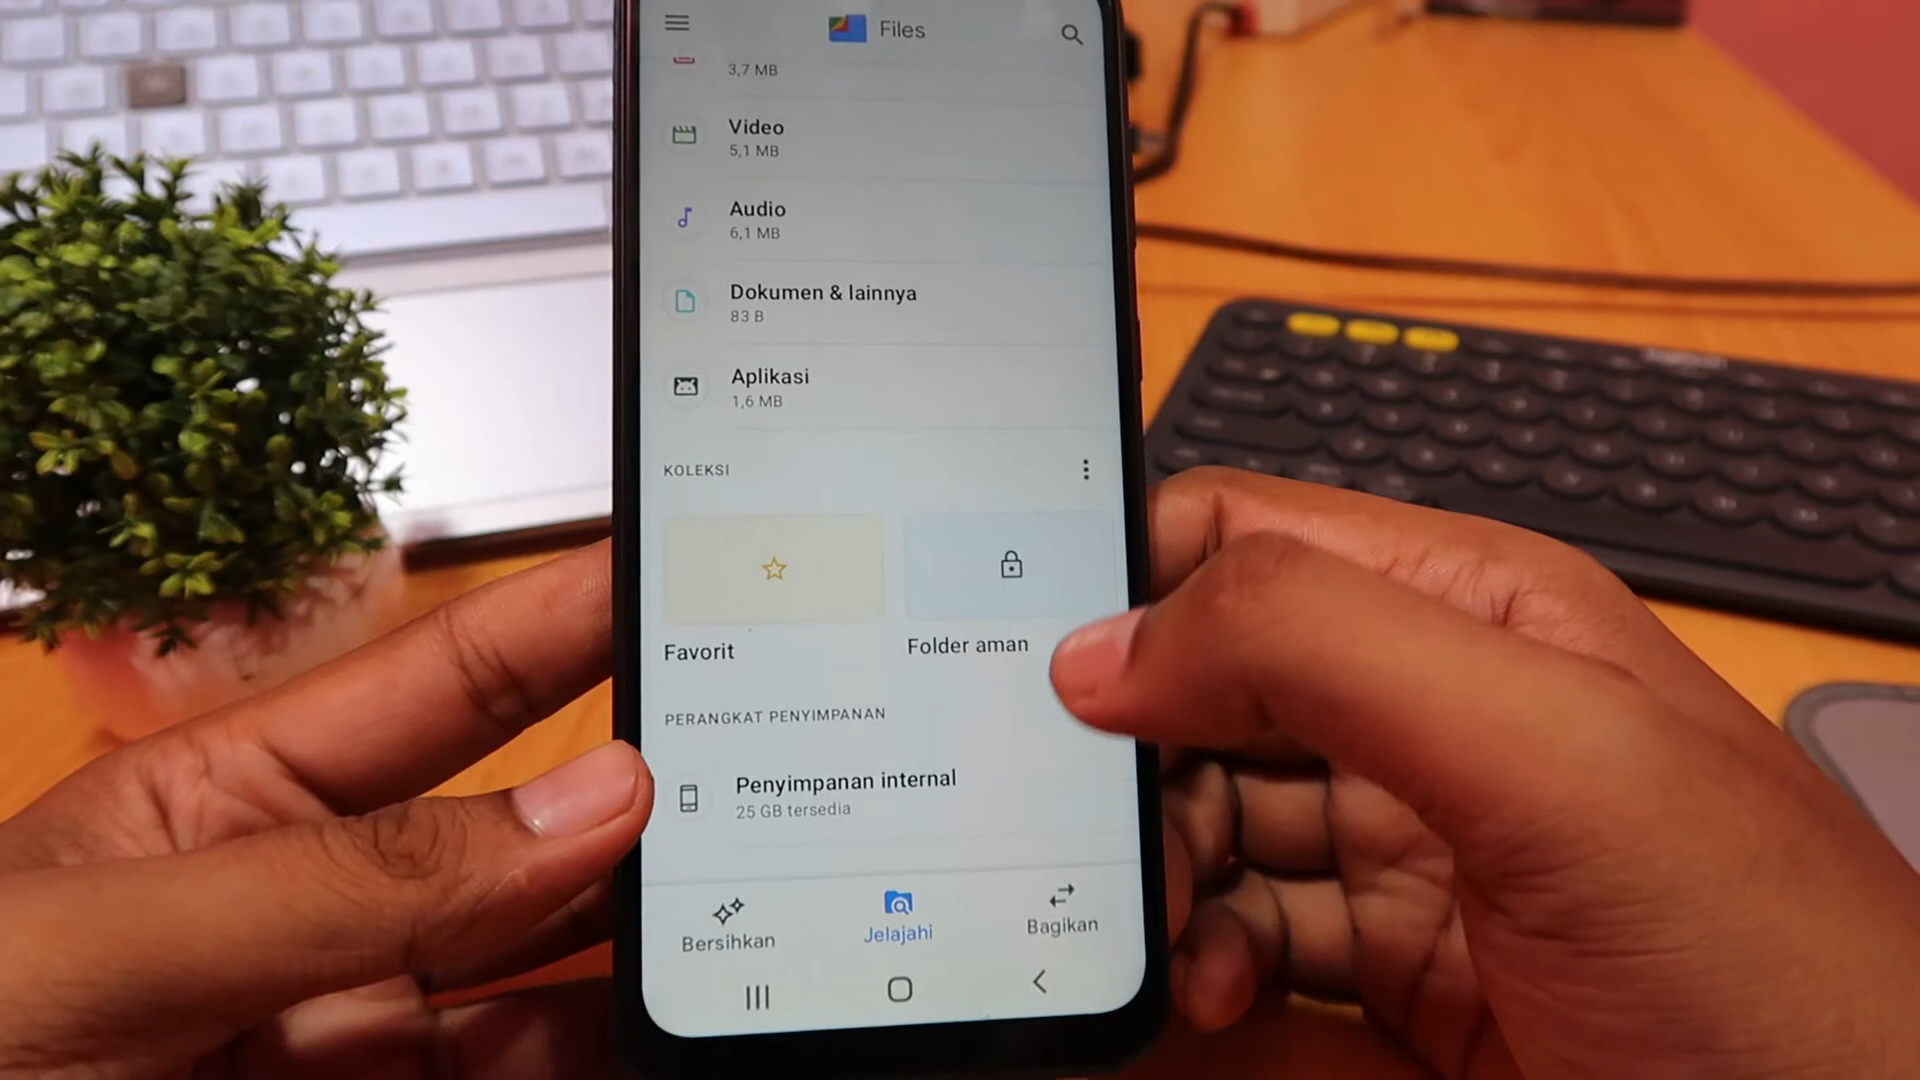 Files
3,7 MB
Video
5,1 MB
Audio
6,1 MB
Dokumen & lainnya
83 B
Aplikasi
1,6 MB
KOLEKSI
Favorit
Folder aman
PERANGKAT PENYIMPANAN
Penyimpanan internal
25 GB tersedia
Bersihkan
Jelajahi
Bagikan